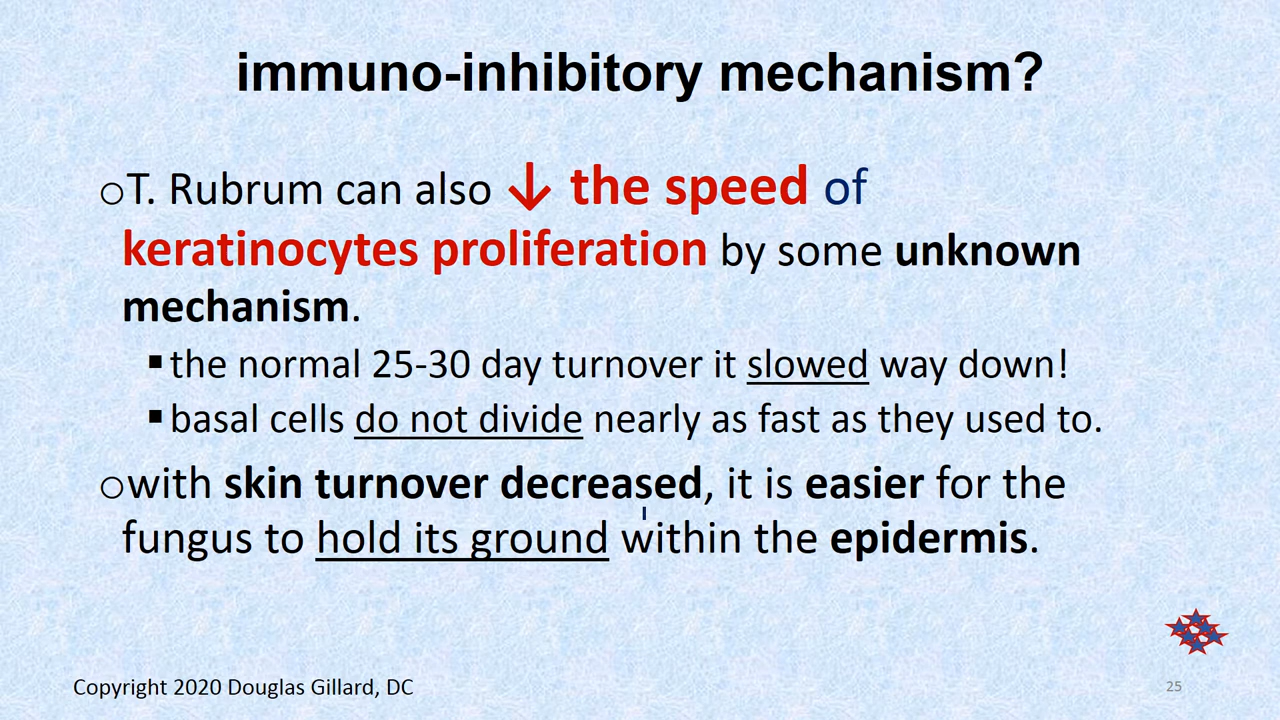 immuno-inhibitory mechanism?
oT. Rubrum can also ↓ the speed of
keratinocytes proliferation by some unknown
mechanism.
▪ the normal 25-30 day turnover it slowed way down!
▪ basal cells do not divide nearly as fast as they used to.
owith skin turnover decreased, it is easier for the
fungus to hold its ground within the epidermis.
Copyright 2020 Douglas Gillard, DC
25